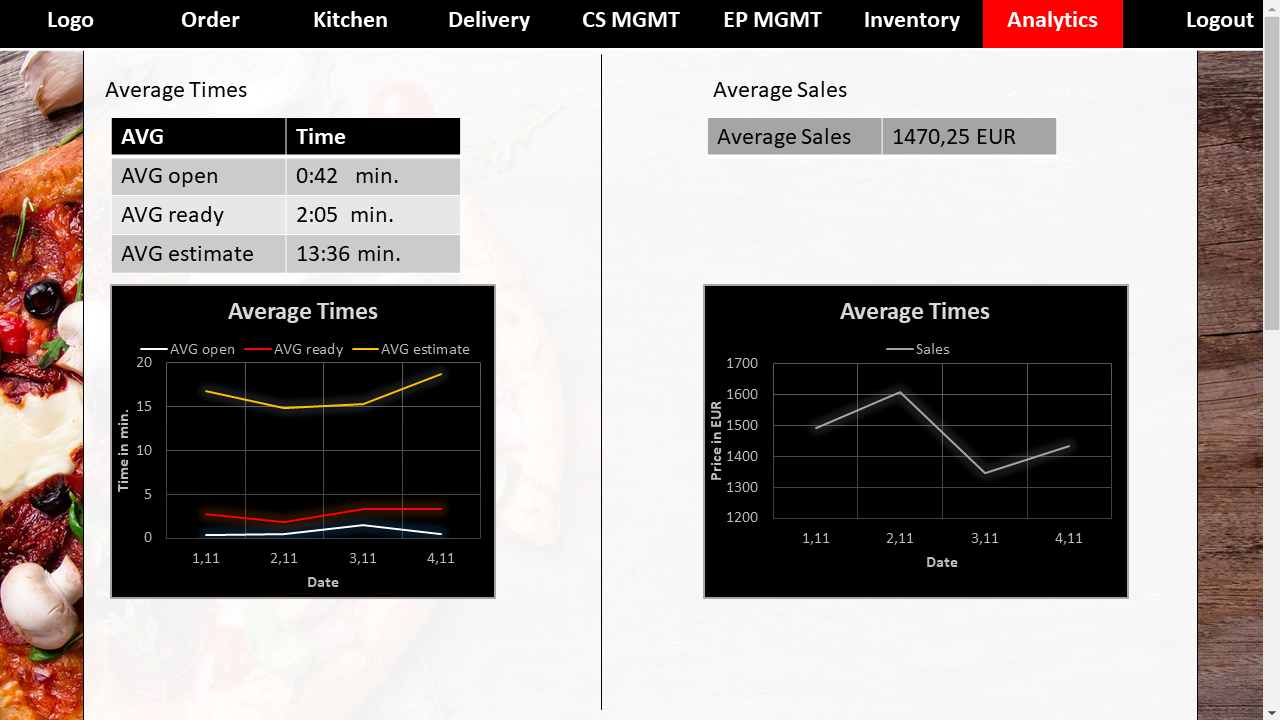 Logo Order Kitchen Delivery CS MGMT EP MGMT Inventory Analytics Logout
Average Times
AVG Time
AVG open 0:42 min.
AVG ready 2:05 min.
AVG estimate 13:36 min.
Average Times
AVG open AVG ready AVG estimate
Time in min.
20
15
10
5
0
1,11 2,11 3,11 4,11
Date
Average Sales
Average Sales 1470,25 EUR
Average Times
Sales
Price in EUR
1700
1600
1500
1400
1300
1200
1,11 2,11 3,11 4,11
Date